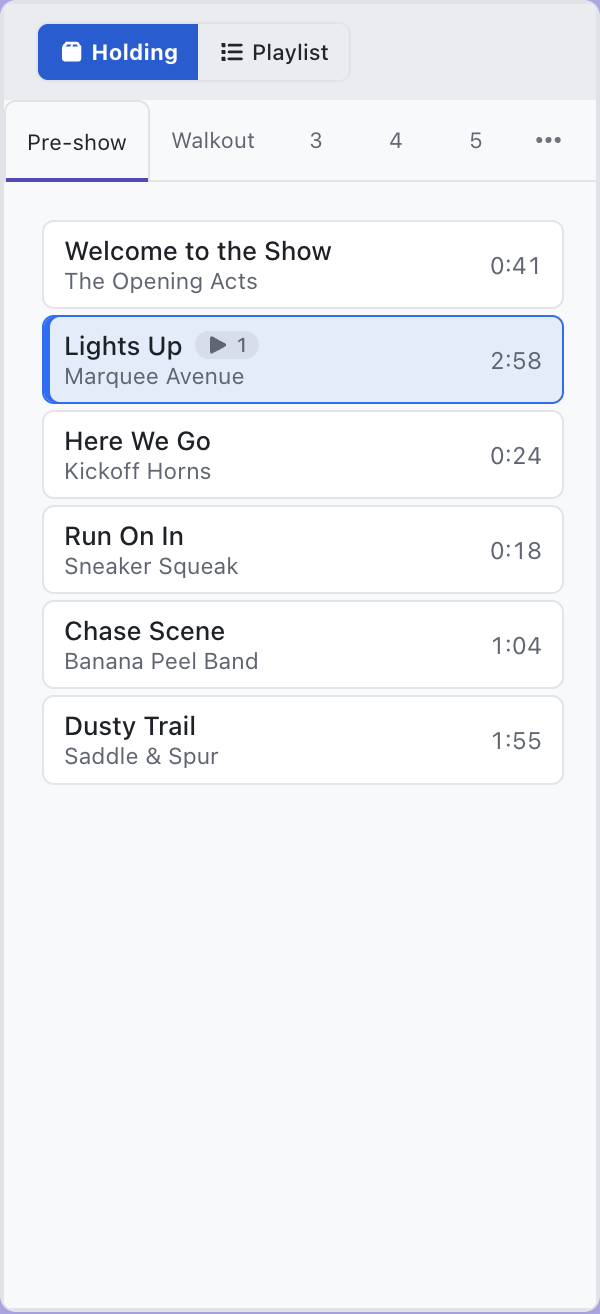 Holding Playlist
Pre-show Walkout 3 4 5
Welcome to the Show
The Opening Acts
0:41
Lights Up 1
Marquee Avenue
2:58
Here We Go
Kickoff Horns
0:24
Run On In
Sneaker Squeak
0:18
Chase Scene
Banana Peel Band
1:04
Dusty Trail
Saddle & Spur
1:55